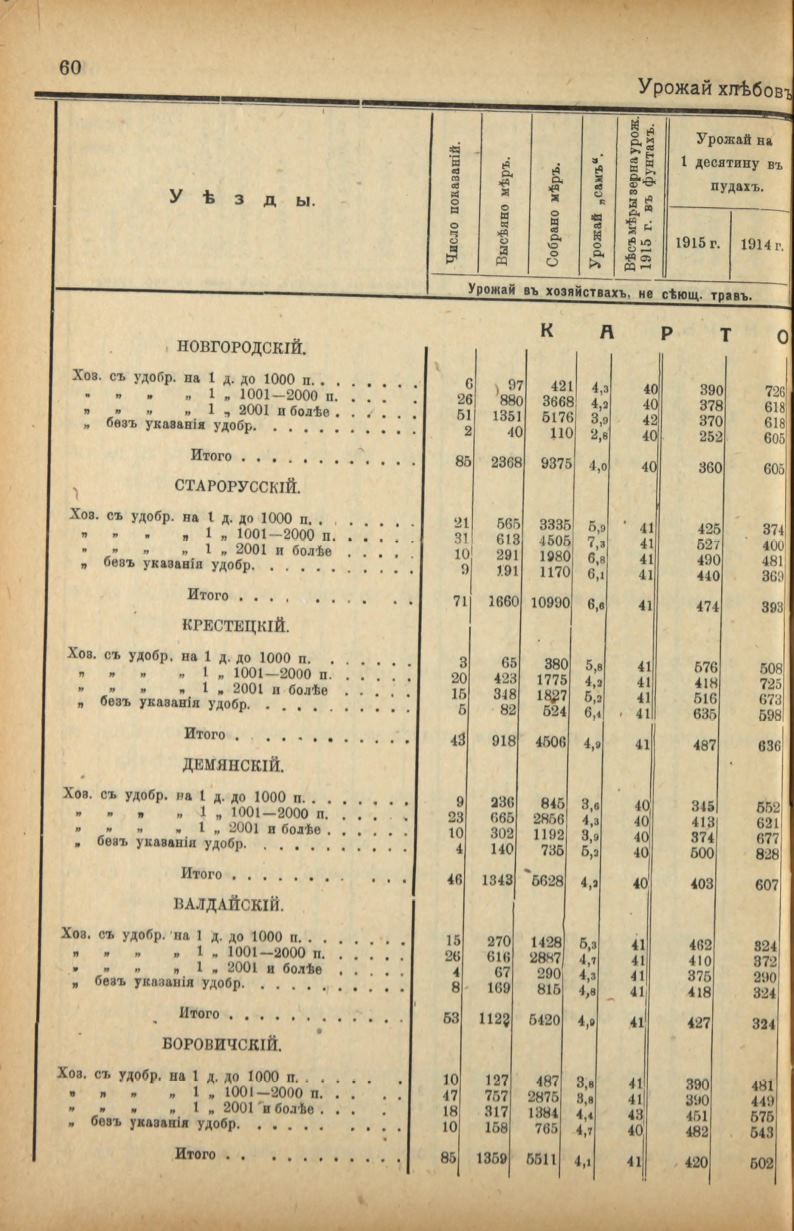 60
Урожай хлѣбовъ
Уѣзды.
Число показаній.
Высѣяно мѣръ.
Собрано мѣръ.
Урожай „самъ“.
Вѣсъ мѣры зерна урож. 1915 г. въ фунтахъ.
Урожай на 1 десятину въ пудахъ.
1915 г. 1914 г.
Урожай въ хозяйствахъ, не сѣющ. травъ.
КАРТО
НОВГОРОДСКІЙ.
Хоз. съ удобр. на 1 д. до 1000 п. 6 97 421 4,3 40 390 726
„ „ „ „ 1 „ 1001—2000 п. 26 880 3668 4,2 40 378 618
„ „ „ „ 1 „ 2001 и болѣе 51 1351 5176 3,9 42 370 618
„ безъ указанія удобр. 2 40 110 2,8 40 252 605
Итого 85 2368 9375 4,0 40 360 605
СТАРОРУССКІЙ.
Хоз. съ удобр. на 1 д. до 1000 п. 21 565 3335 5,9 41 425 374
„ „ „ „ 1 „ 1001—2000 п. 31 613 4505 7,3 41 527 400
„ „ „ „ 1 „ 2001 и болѣе 10 291 1980 6,8 41 490 481
„ безъ указанія удобр. 9 191 1170 6,1 41 440 369
Итого 71 1660 10990 6,6 41 474 393
КРЕСТЕЦКІЙ.
Хоз. съ удобр. на 1 д. до 1000 п. 3 65 380 5,8 41 576 508
„ „ „ „ 1 „ 1001—2000 п. 20 423 1775 4,2 41 418 725
„ „ „ „ 1 „ 2001 и болѣе 15 348 1827 5,2 41 516 673
„ безъ указанія удобр. 5 82 524 6,4 41 635 598
Итого 43 918 4506 4,9 41 487 636
ДЕМЯНСКІЙ.
Хоз. съ удобр. на 1 д. до 1000 п. 9 236 845 3,6 40 345 552
„ „ „ „ 1 „ 1001—2000 п. 23 665 2856 4,3 40 413 621
„ „ „ „ 1 „ 2001 и болѣе 10 302 1192 3,9 40 374 677
„ безъ указанія удобр. 4 140 735 5,2 40 500 828
Итого 46 1343 5628 4,2 40 403 607
ВАЛДАЙСКІЙ.
Хоз. съ удобр. на 1 д. до 1000 п. 15 270 1428 5,3 41 462 324
„ „ „ „ 1 „ 1001—2000 п. 26 616 2887 4,7 41 410 372
„ „ „ „ 1 „ 2001 и болѣе 4 67 290 4,3 41 375 290
„ безъ указанія удобр. 8 169 815 4,8 41 418 324
Итого 53 1122 5420 4,9 41 427 324
БОРОВИЧСКІЙ.
Хоз. съ удобр. на 1 д. до 1000 п. 10 127 487 3,8 41 390 481
„ „ „ „ 1 „ 1001—2000 п. 47 757 2875 3,8 41 390 449
„ „ „ „ 1 „ 2001 и болѣе 18 317 1384 4,4 43 451 575
„ безъ указанія удобр. 10 158 765 4,7 40 482 543
Итого 85 1359 5511 4,1 41 420 502